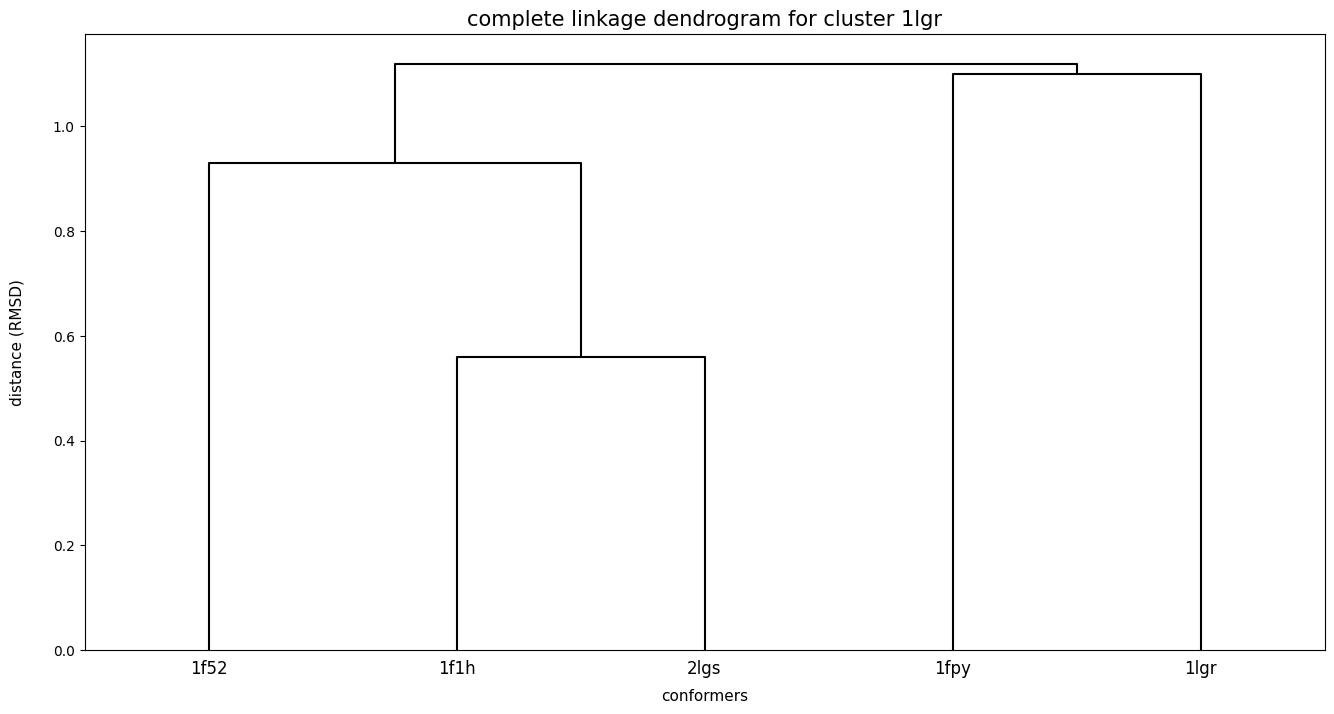 complete linkage dendrogram for cluster 1lgr
distance (RMSD)
1.0
0.8
0.6
0.4
0.2
0.0
1f52 1f1h 2lgs 1fpy 1lgr
conformers